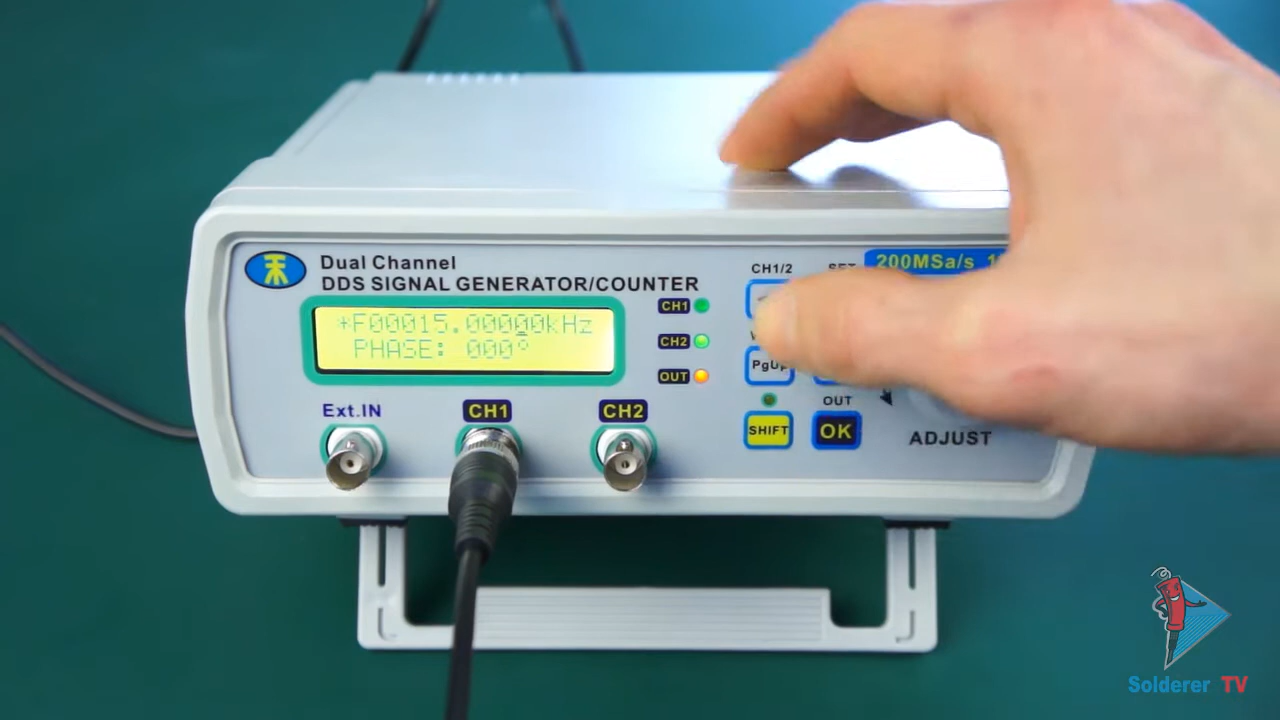 Dual Channel
DDS SIGNAL GENERATOR/COUNTER
200MSa/s
CH1/2
*F00015.00000kHz
PHASE: 000°
CH1
CH2
OUT
PgUp
Ext.IN
CH1
CH2
SHIFT
OUT
OK
ADJUST
Solderer TV